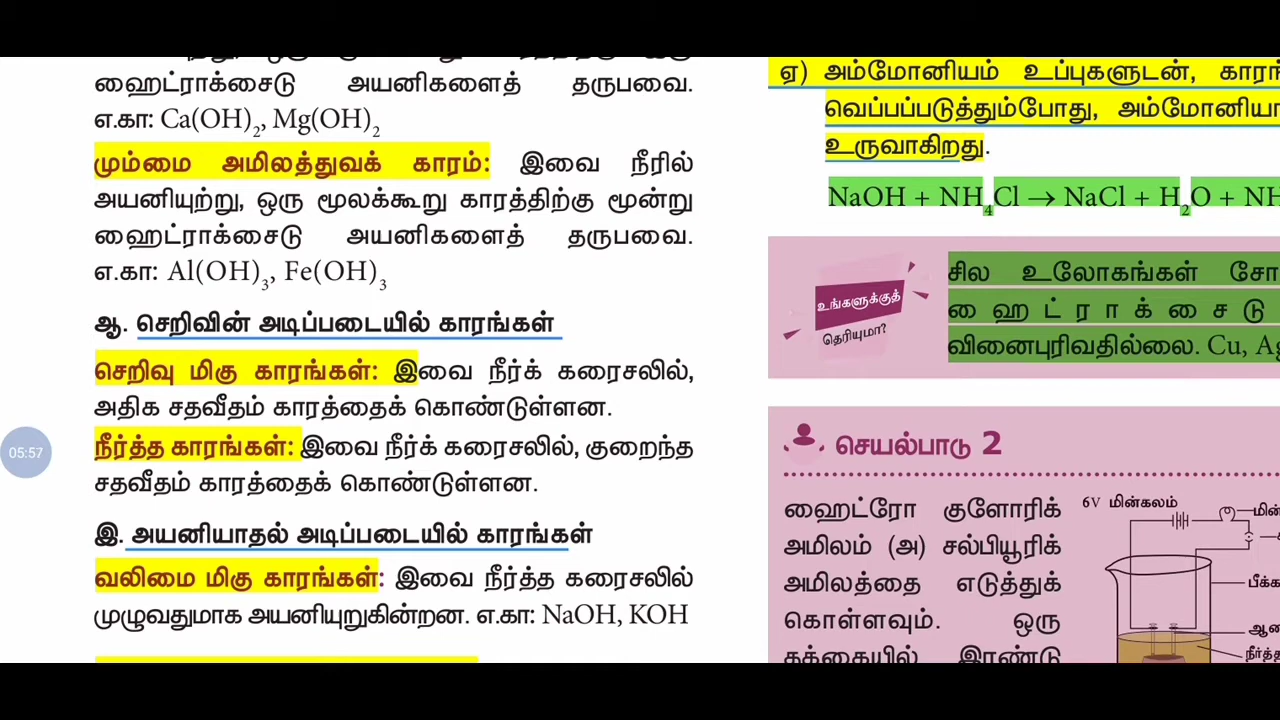 ஹைட்ராக்சைடு அயனிகளைத் தருபவை.
எ.கா: Ca(OH)₂, Mg(OH)₂
மும்மை அமிலத்துவக் காரம்: இவை நீரில்
அயனியுற்று, ஒரு மூலக்கூறு காரத்திற்கு மூன்று
ஹைட்ராக்சைடு அயனிகளைத் தருபவை.
எ.கா: Al(OH)₃, Fe(OH)₃
ஆ. செறிவின் அடிப்படையில் காரங்கள்
செறிவு மிகு காரங்கள்: இவை நீர்க் கரைசலில்,
அதிக சதவீதம் காரத்தைக் கொண்டுள்ளன.
நீர்த்த காரங்கள்: இவை நீர்க் கரைசலில், குறைந்த
சதவீதம் காரத்தைக் கொண்டுள்ளன.
இ. அயனியாதல் அடிப்படையில் காரங்கள்
வலிமை மிகு காரங்கள்: இவை நீர்த்த கரைசலில்
முழுவதுமாக அயனியுறுகின்றன. எ.கா: NaOH, KOH
05:57
ஏ) அம்மோனியம் உப்புகளுடன்,
வெப்பப்படுத்தும்போது,
உருவாகிறது.
NaOH + NH₄Cl → NaCl + H₂O + NH
உங்களுக்குத்
தெரியுமா?
சில உலோகங்கள்
ஹைட்ராக்சைடு
வினைபுரிவதில்லை. Cu,
செயல்பாடு 2
ஹைட்ரோ குளோரிக்
அமிலம் (அ) சல்பியூரிக்
அமிலத்தை எடுத்துக்
கொள்ளவும். ஒரு
தக்கையில் இரண்டு
6V மின்கலம்